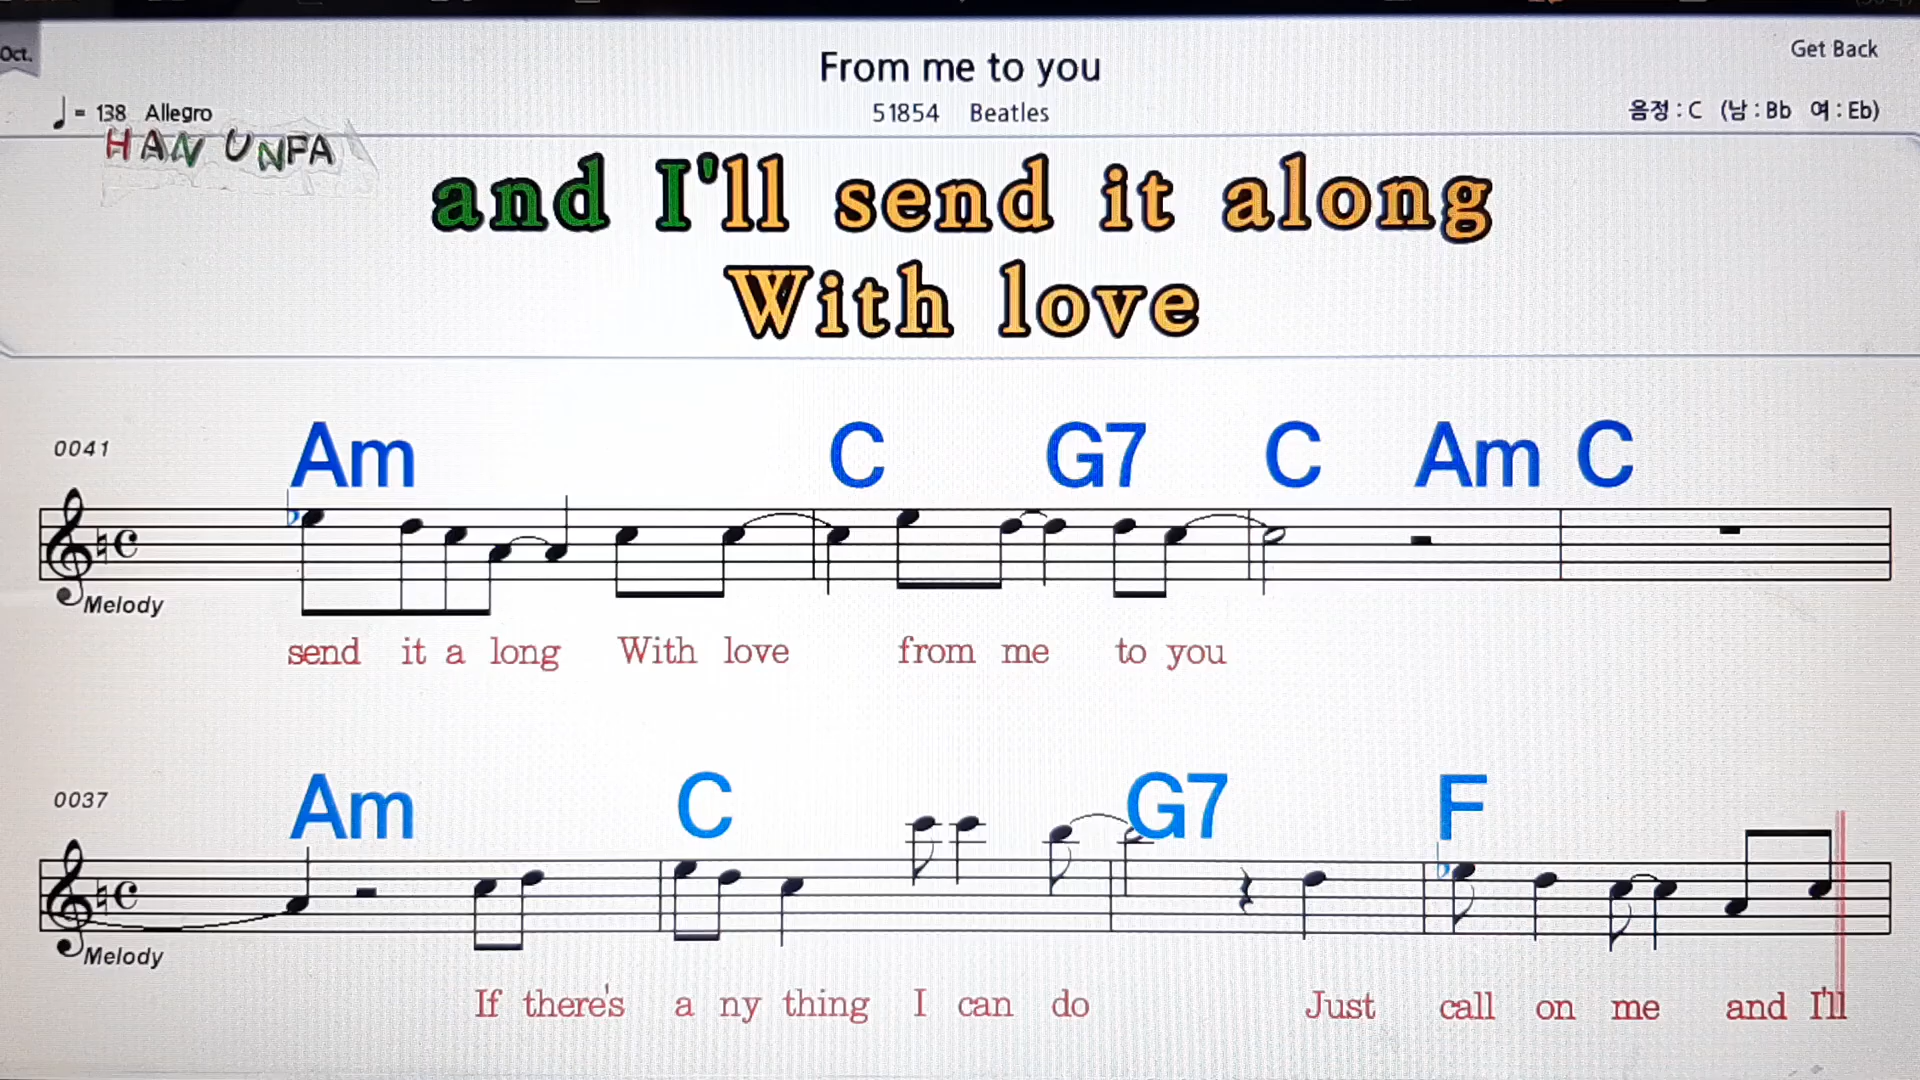 Oct.
From me to you
Get Back
♩ = 138 Allegro
51854 Beatles
음정 : C (남 : Bb 여 : Eb)
HAN UNFA
and I'll send it along
With love
0041
Am C G7 C Am C
Melody
send it a long With love from me to you
0037
Am C G7 F
Melody
If there's a ny thing I can do Just call on me and I'll